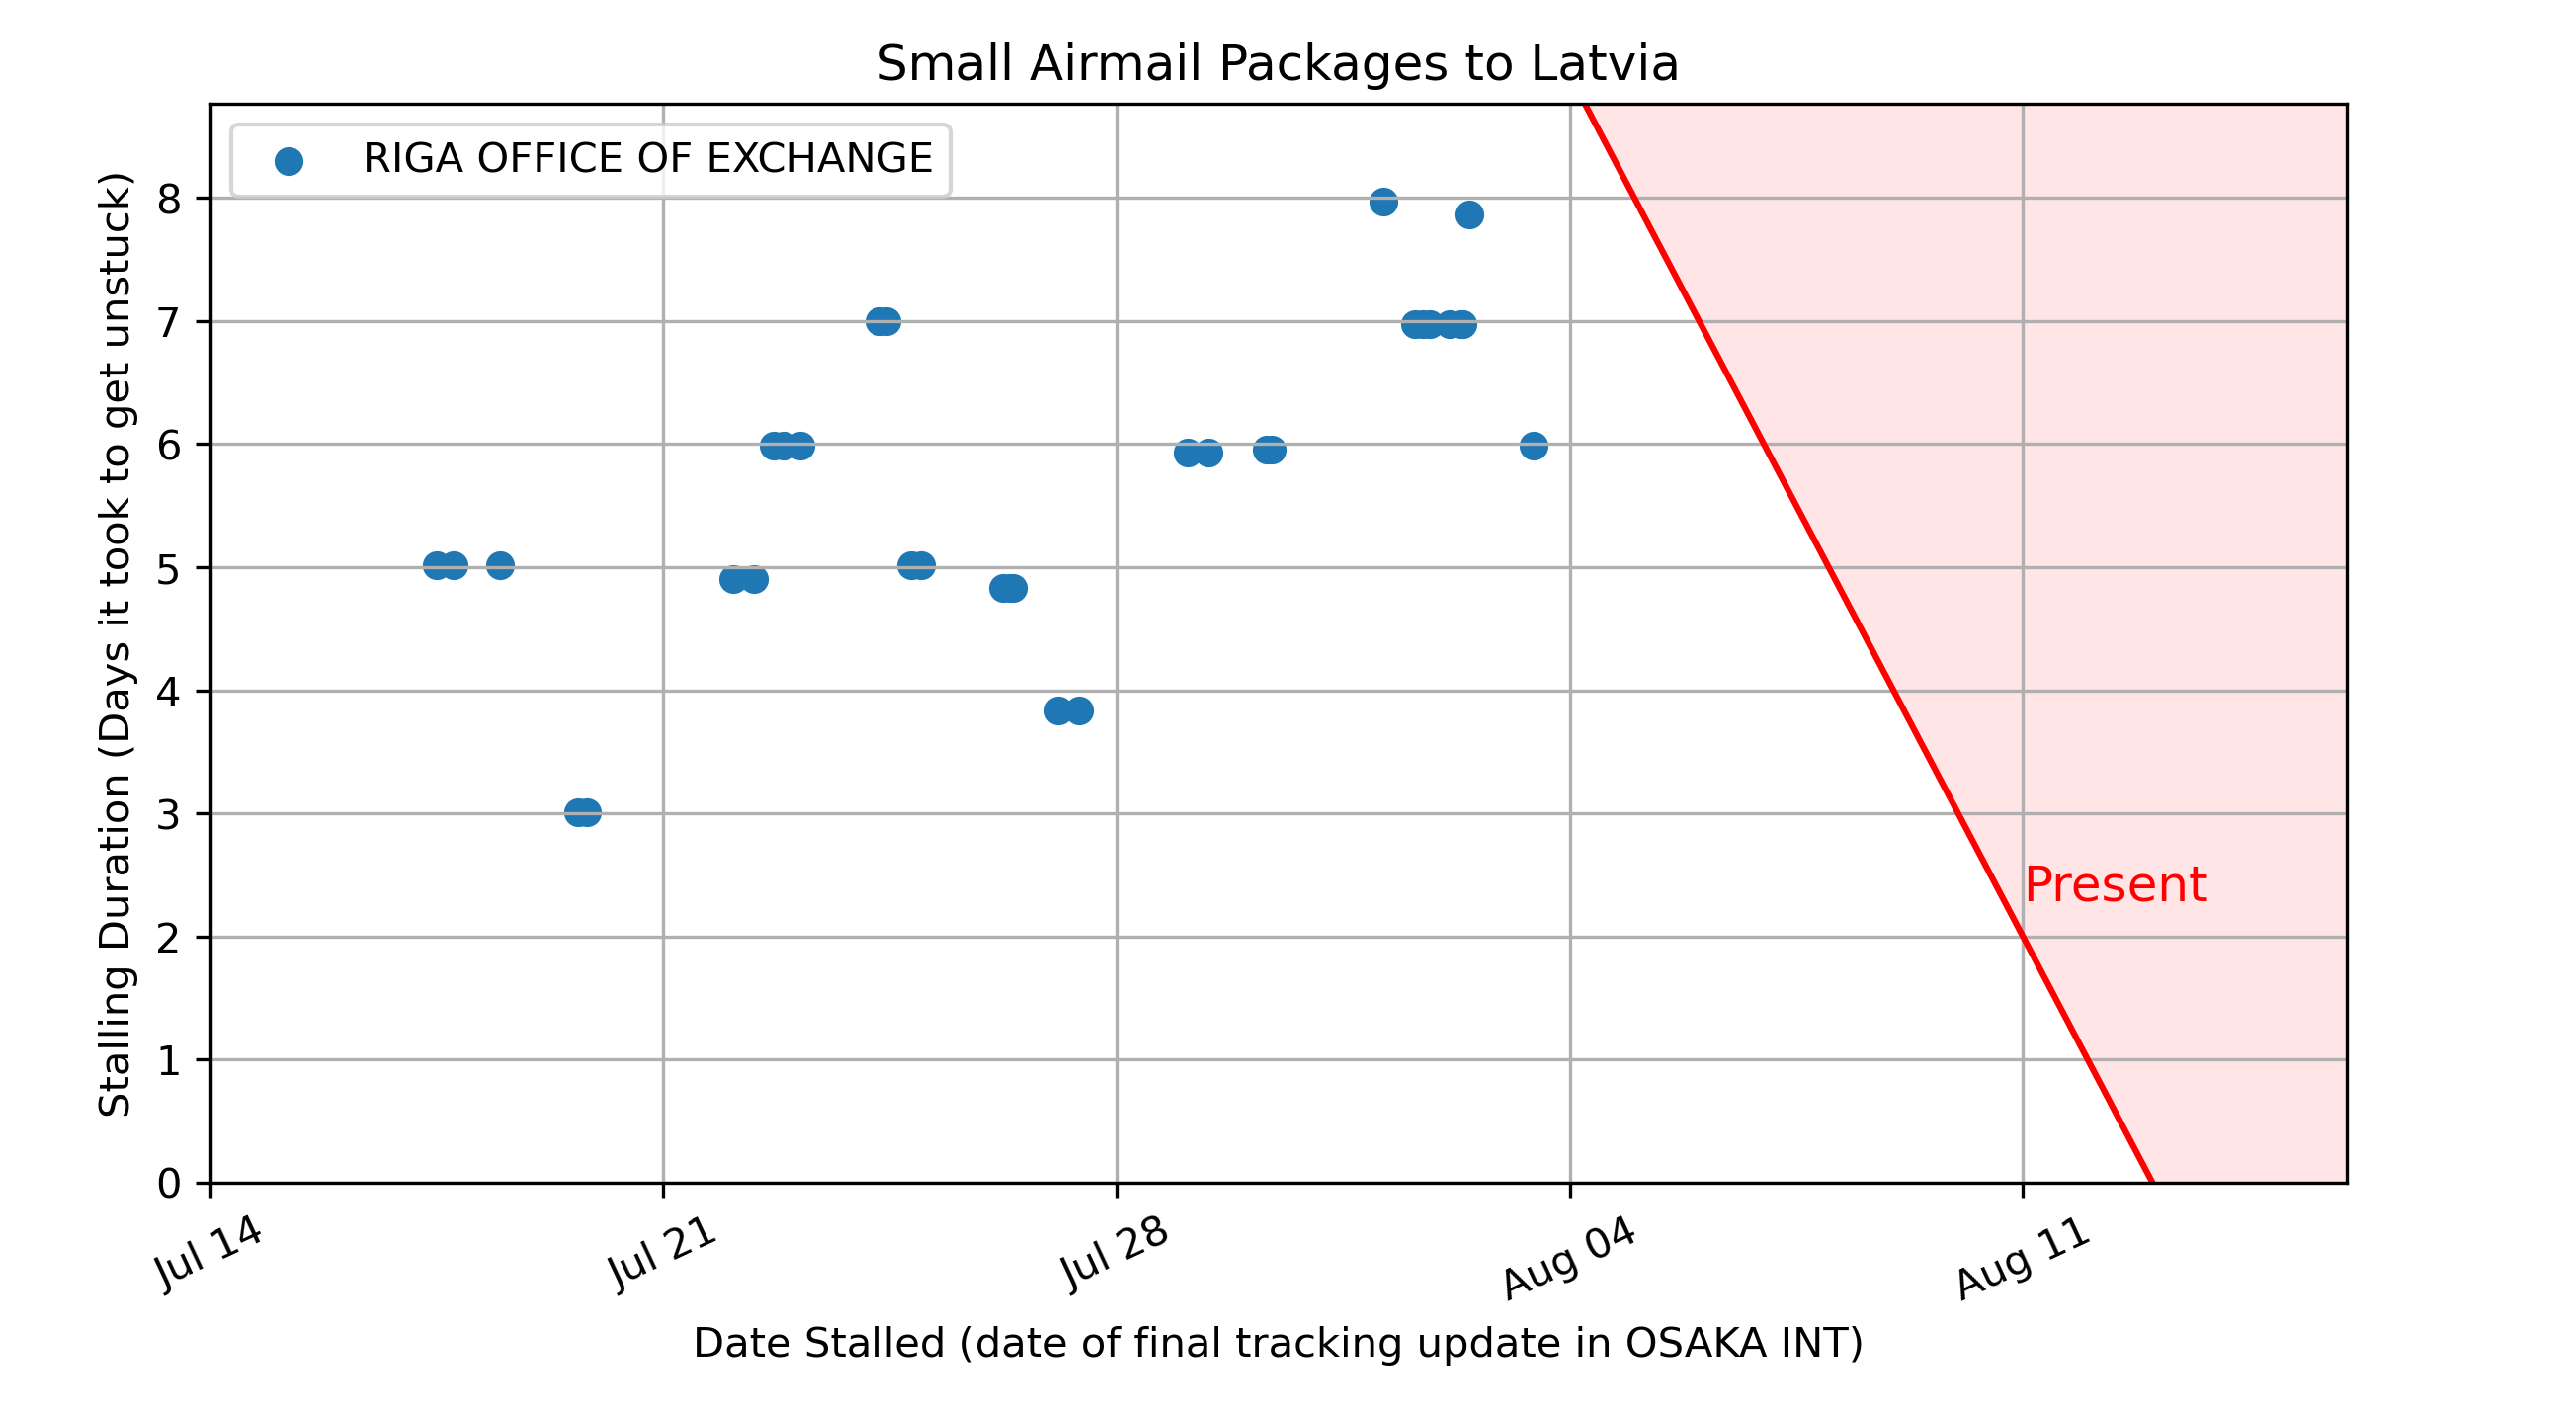 Small Airmail Packages to Latvia
RIGA OFFICE OF EXCHANGE
Stalling Duration (Days it took to get unstuck)
8
7
6
5
4
3
2
1
0
Present
Jul 14
Jul 21
Jul 28
Aug 04
Aug 11
Date Stalled (date of final tracking update in OSAKA INT)